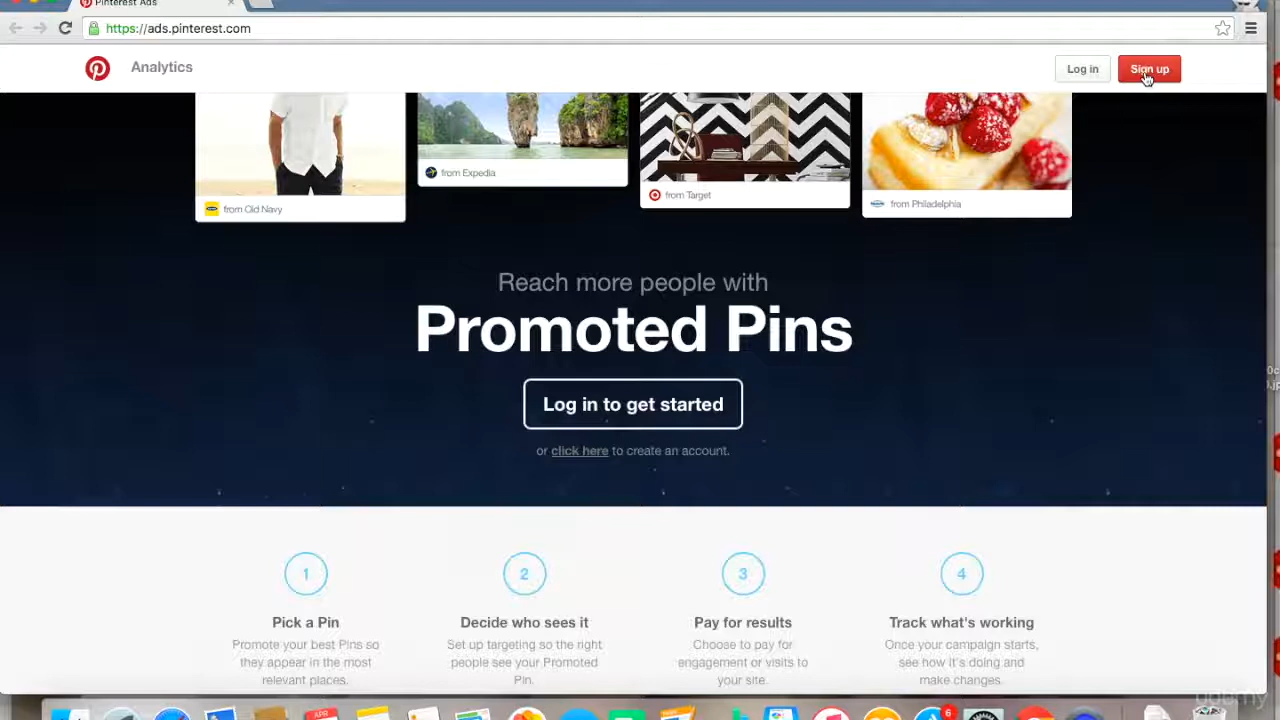 Pinterest Ads
https://ads.pinterest.com
Analytics
Log in
Sign up
from Old Navy
from Expedia
from Target
from Philadelphia
Reach more people with
Promoted Pins
Log in to get started
or click here to create an account.
1
Pick a Pin
Promote your best Pins so
they appear in the most
relevant places.
2
Decide who sees it
Set up targeting so the right
people see your Promoted
Pin.
3
Pay for results
Choose to pay for
engagement or visits to
your site.
4
Track what's working
Once your campaign starts,
see how it's doing and
make changes.
APR
6
udemy